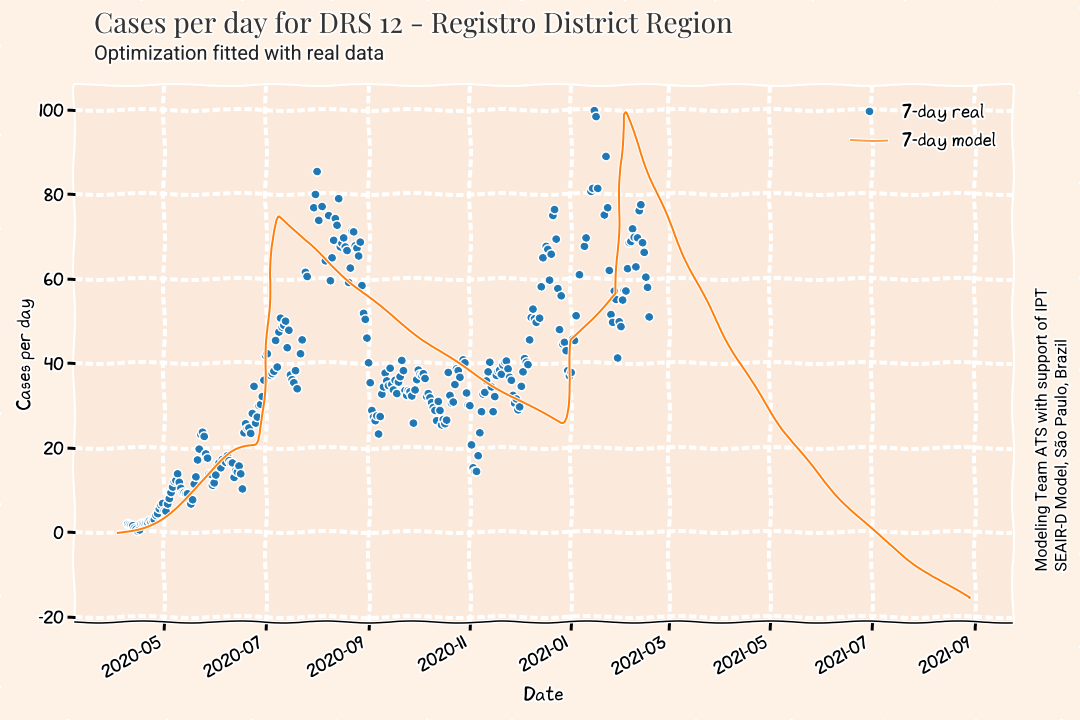 Cases per day for DRS 12 - Registro District Region
Optimization fitted with real data
7-day real
7-day model
Cases per day
100
80
60
40
20
0
-20
2020-05
2020-07
2020-09
2020-11
2021-01
2021-03
2021-05
2021-07
2021-09
Date
Modeling Team ATS with support of IPT
SEAIR-D Model, São Paulo, Brazil